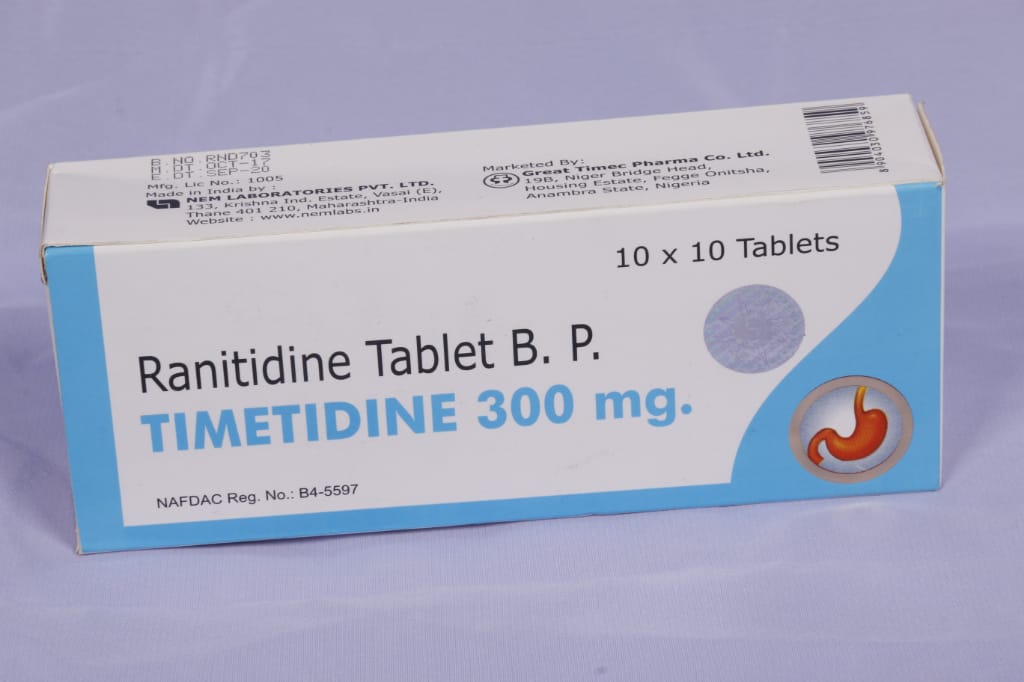 B. NO. RND703
M. DT. OCT-17
E. DT. SEP-20
Mfg. Lic No.: 1005
Made in India by :
NEM LABORATORIES PVT. LTD.
133, Krishna Ind. Estate, Vasai (E),
Thane 401 210, Maharashtra-India
Website : www.nemlabs.in
Marketed By:
Great Timec Pharma Co. Ltd.
19B, Niger Bridge Head,
Housing Estate, Fegge Onitsha,
Anambra State, Nigeria
89040301976859
10 x 10 Tablets
Ranitidine Tablet B. P.
TIMETIDINE 300 mg.
NAFDAC Reg. No.: B4-5597